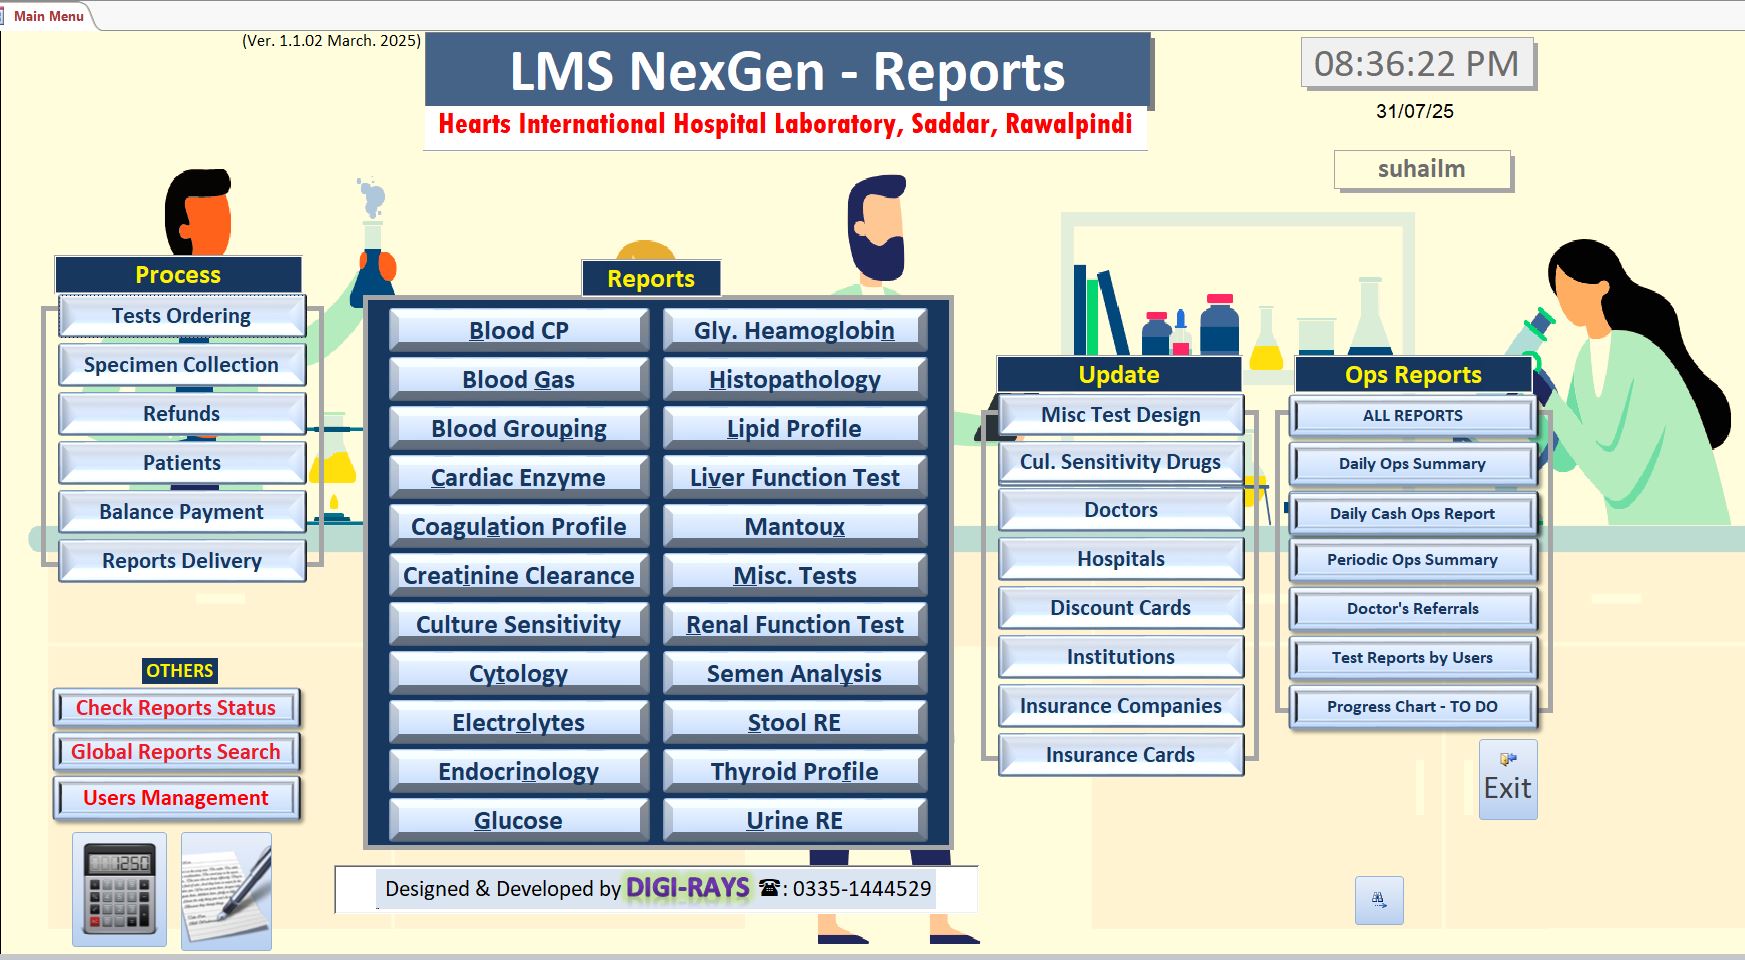 Main Menu
(Ver. 1.1.02 March. 2025)
LMS NexGen - Reports
Hearts International Hospital Laboratory, Saddar, Rawalpindi
08:36:22 PM
31/07/25
suhailm
Process
Tests Ordering
Specimen Collection
Refunds
Patients
Balance Payment
Reports Delivery
OTHERS
Check Reports Status
Global Reports Search
Users Management
1250
Reports
Blood CP
Blood Gas
Blood Grouping
Cardiac Enzyme
Coagulation Profile
Creatinine Clearance
Culture Sensitivity
Cytology
Electrolytes
Endocrinology
Glucose
Gly. Heamoglobin
Histopathology
Lipid Profile
Liver Function Test
Mantoux
Misc. Tests
Renal Function Test
Semen Analysis
Stool RE
Thyroid Profile
Urine RE
Update
Misc Test Design
Cul. Sensitivity Drugs
Doctors
Hospitals
Discount Cards
Institutions
Insurance Companies
Insurance Cards
Ops Reports
ALL REPORTS
Daily Ops Summary
Daily Cash Ops Report
Periodic Ops Summary
Doctor's Referrals
Test Reports by Users
Progress Chart - TO DO
Exit
Designed & Developed by DIGI-RAYS ☎: 0335-1444529